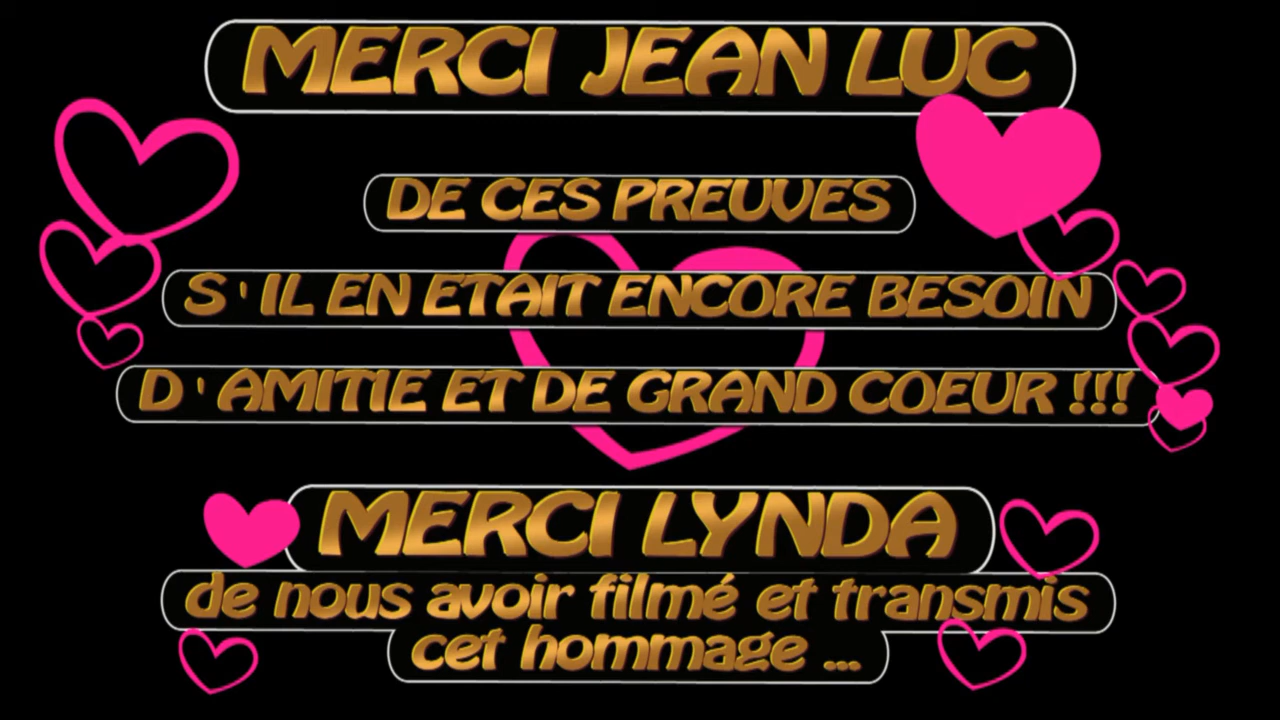 MERCI JEAN LUC
DE CES PREUVES
S'IL EN ETAIT ENCORE BESOIN
D'AMITIE ET DE GRAND COEUR !!!
MERCI LYNDA
de nous avoir filmé et transmis
cet hommage ...